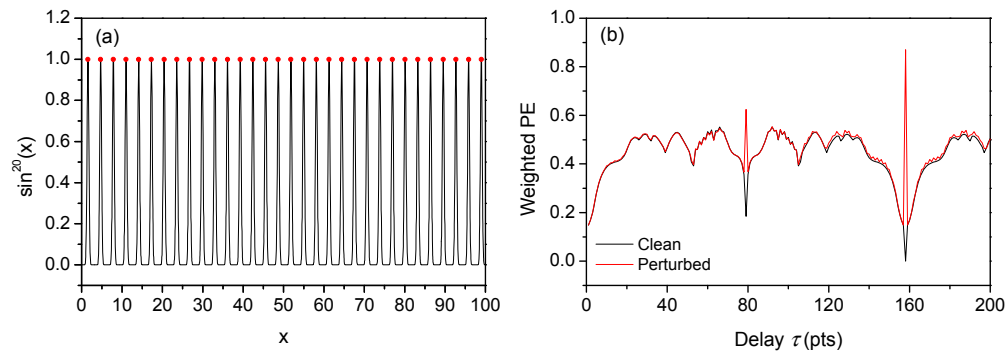 (a)
sin^20(x)
1.2
1.0
0.8
0.6
0.4
0.2
0.0
0 10 20 30 40 50 60 70 80 90 100
x
(b)
Weighted PE
1.0
0.8
0.6
0.4
0.2
0.0
Clean
Perturbed
0 40 80 120 160 200
Delay τ (pts)